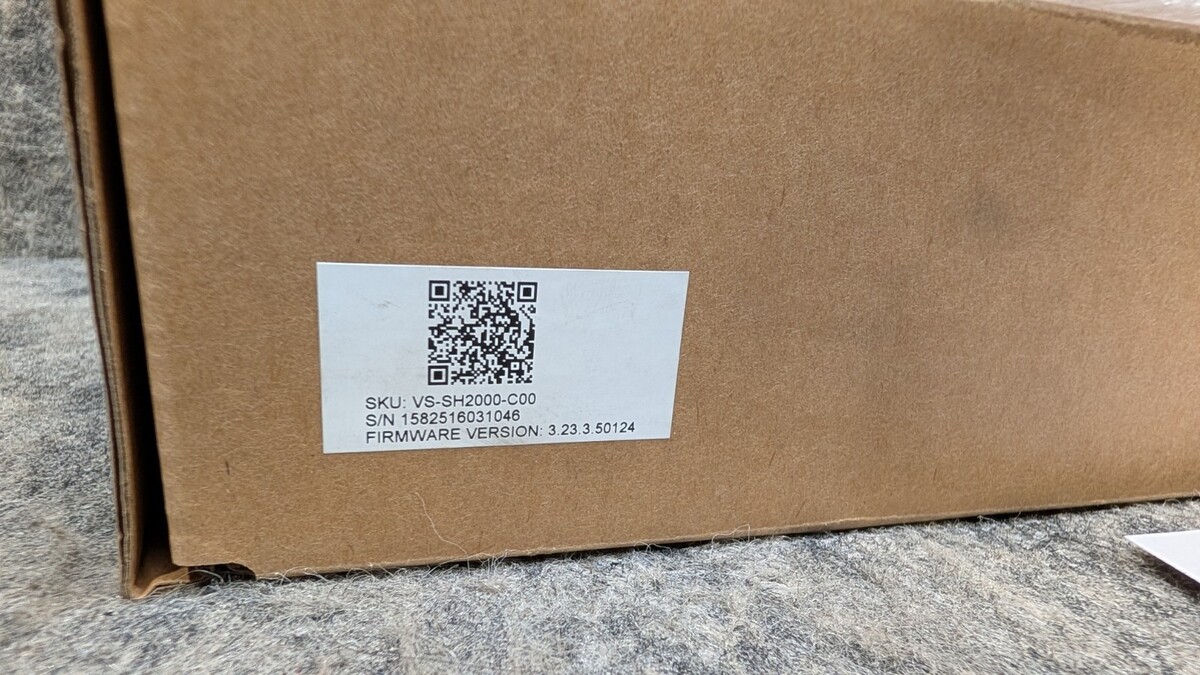 SKU: VS-SH2000-C00
S/N 1582516031046
FIRMWARE VERSION: 3.23.3.50124